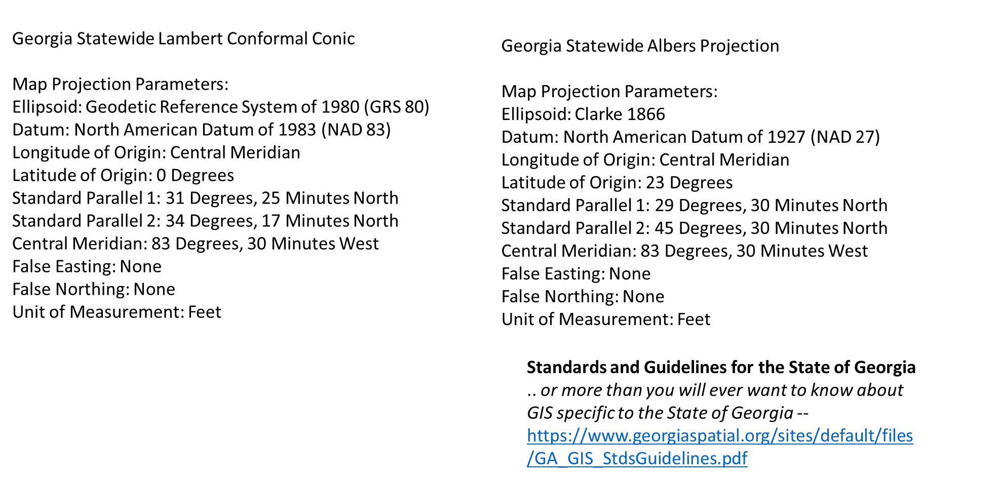 Georgia Statewide Lambert Conformal Conic
Map Projection Parameters:
Ellipsoid: Geodetic Reference System of 1980 (GRS 80)
Datum: North American Datum of 1983 (NAD 83)
Longitude of Origin: Central Meridian
Latitude of Origin: 0 Degrees
Standard Parallel 1: 31 Degrees, 25 Minutes North
Standard Parallel 2: 34 Degrees, 17 Minutes North
Central Meridian: 83 Degrees, 30 Minutes West
False Easting: None
False Northing: None
Unit of Measurement: Feet
Georgia Statewide Albers Projection
Map Projection Parameters:
Ellipsoid: Clarke 1866
Datum: North American Datum of 1927 (NAD 27)
Longitude of Origin: Central Meridian
Latitude of Origin: 23 Degrees
Standard Parallel 1: 29 Degrees, 30 Minutes North
Standard Parallel 2: 45 Degrees, 30 Minutes North
Central Meridian: 83 Degrees, 30 Minutes West
False Easting: None
False Northing: None
Unit of Measurement: Feet
Standards and Guidelines for the State of Georgia
.. or more than you will ever want to know about
GIS specific to the State of Georgia --
https://www.georgiaspatial.org/sites/default/files
/GA_GIS_StdsGuidelines.pdf